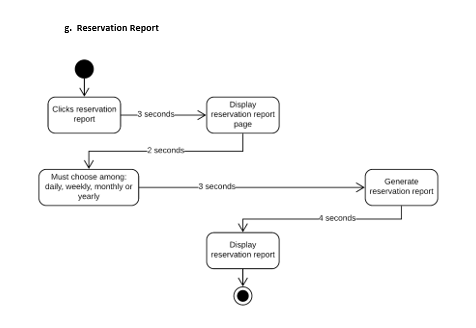 g. Reservation Report
Clicks reservation
report
3 seconds
Display
reservation report
page
2 seconds
Must choose among:
daily, weekly, monthly or
yearly
3 seconds
Generate
reservation report
4 seconds
Display
reservation report